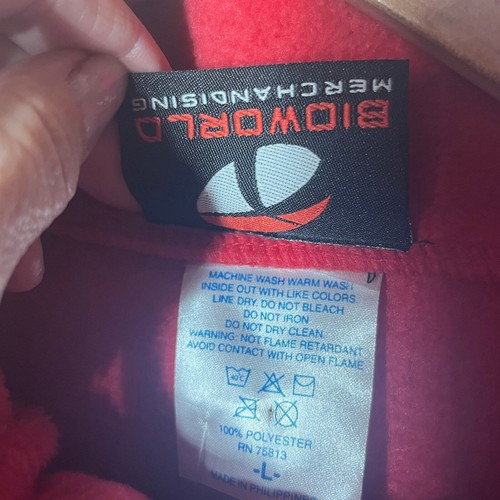 BIOWORLD
MERCHANDISING
MACHINE WASH WARM WASH
INSIDE OUT WITH LIKE COLORS
LINE DRY. DO NOT BLEACH
DO NOT IRON
DO NOT DRY CLEAN.
WARNING: NOT FLAME RETARDANT
AVOID CONTACT WITH OPEN FLAME
40°C
100% POLYESTER
RN 75813
-L-
MADE IN PHILIPPINES